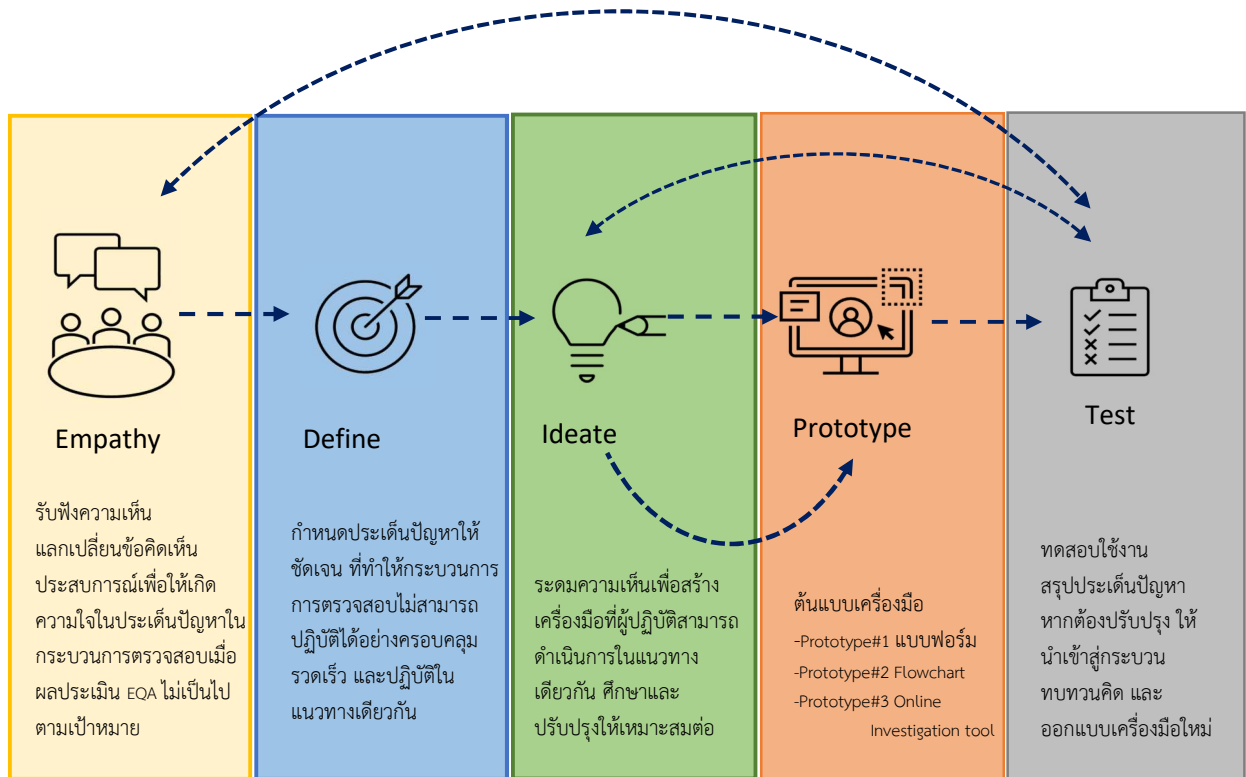 Empathy
รับฟังความเห็น
แลกเปลี่ยนข้อคิดเห็น
ประสบการณ์เพื่อให้เกิด
ความใจในประเด็นปัญหาใน
กระบวนการตรวจสอบเมื่อ
ผลประเมิน EQA ไม่เป็นไป
ตามเป้าหมาย
Define
กำหนดประเด็นปัญหาให้
ชัดเจน ที่ทำให้กระบวนการ
การตรวจสอบไม่สามารถ
ปฏิบัติได้อย่างครอบคลุม
รวดเร็ว และปฏิบัติใน
แนวทางเดียวกัน
Ideate
ระดมความเห็นเพื่อสร้าง
เครื่องมือที่ผู้ปฏิบัติสามารถ
ดำเนินการในแนวทาง
เดียวกัน ศึกษาและ
ปรับปรุงให้เหมาะสมต่อ
Prototype
ต้นแบบเครื่องมือ
-Prototype#1 แบบฟอร์ม
-Prototype#2 Flowchart
-Prototype#3 Online
Investigation tool
Test
ทดสอบใช้งาน
สรุปประเด็นปัญหา
หากต้องปรับปรุง ให้
นำเข้าสู่กระบวน
ทบทวนคิด และ
ออกแบบเครื่องมือใหม่